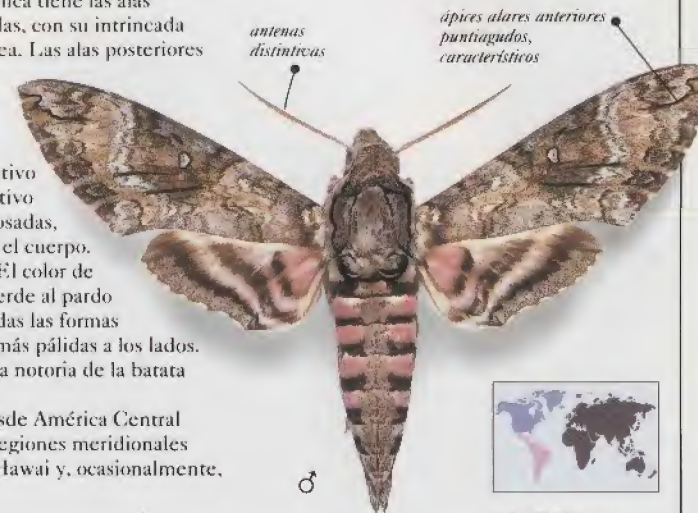 nica tiene las alas
das, con su intrincada
ea. Las alas posteriores
antenas
distintivas
ápices alares anteriores
puntiagudos,
característicos
tivo
tivo
osadas,
el cuerpo.
El color de
erde al pardo
das las formas
más pálidas a los lados.
a notoria de la batata
sde América Central
egiones meridionales
Hawai y, ocasionalmente,
♂